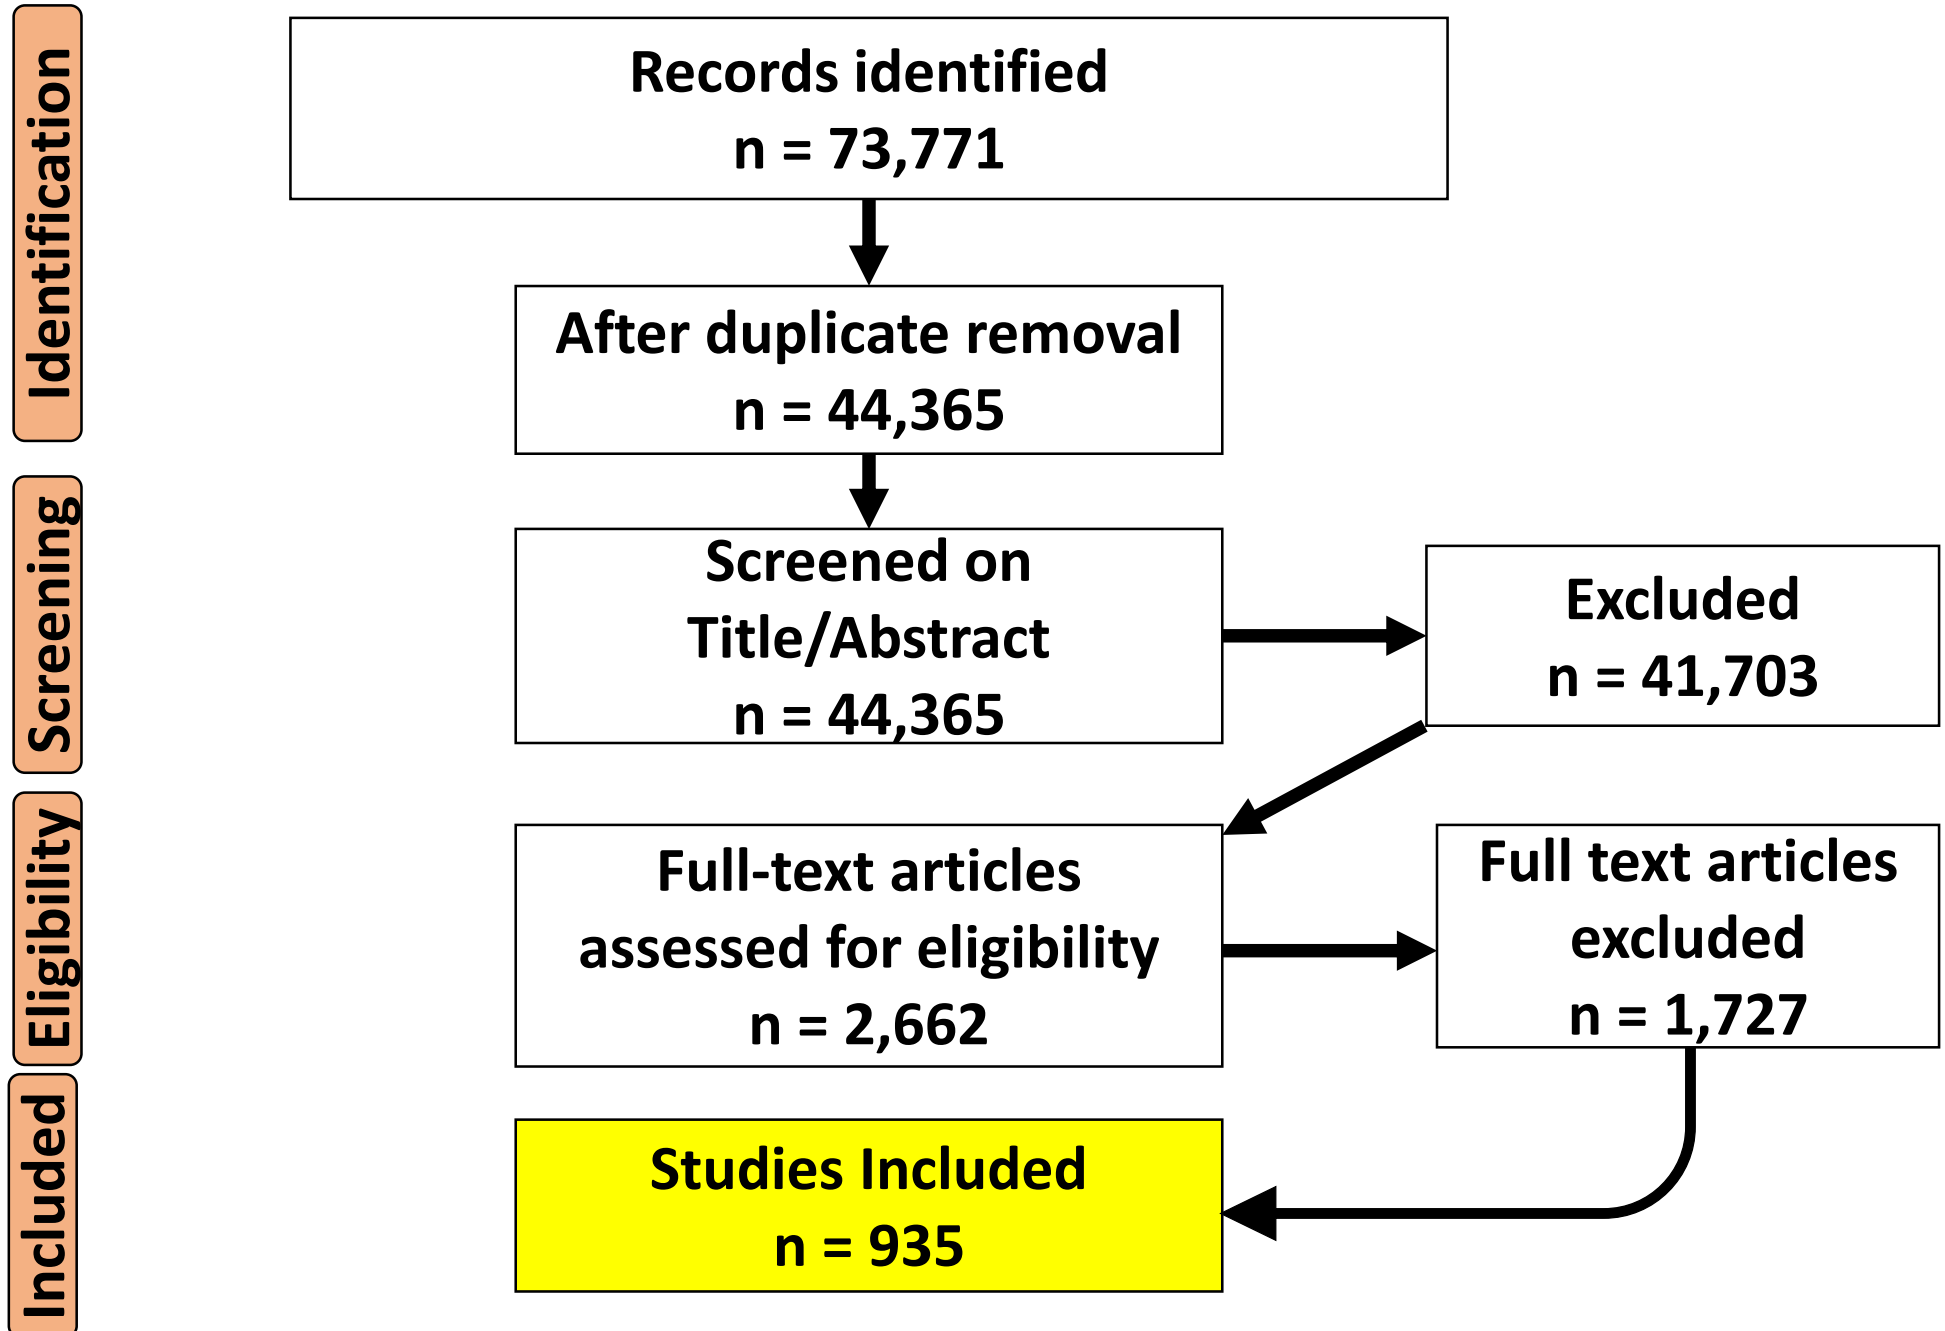 Identification
Records identified
n = 73,771
After duplicate removal
n = 44,365
Screening
Screened on
Title/Abstract
n = 44,365
Excluded
n = 41,703
Eligibility
Full-text articles
assessed for eligibility
n = 2,662
Full text articles
excluded
n = 1,727
Included
Studies Included
n = 935